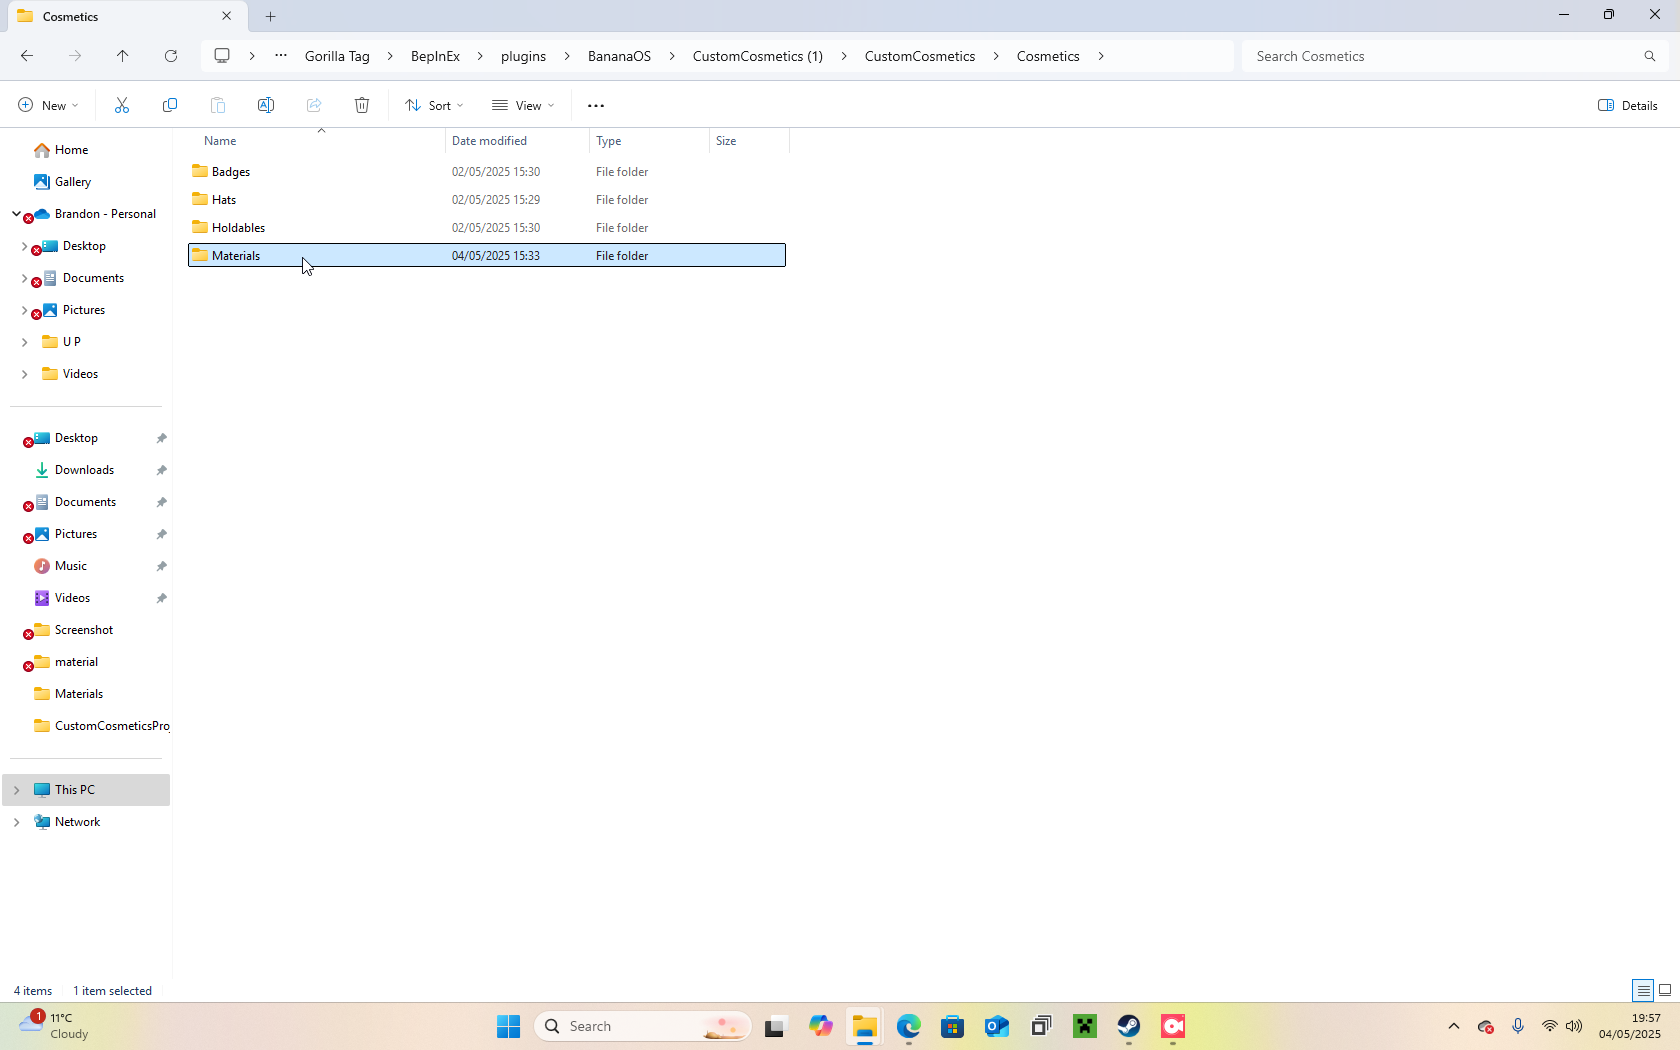 Cosmetics
Gorilla Tag > BepInEx > plugins > BananaOS > CustomCosmetics (1) > CustomCosmetics > Cosmetics >
Search Cosmetics
New
Sort
View
Details
Name Date modified Type Size
Badges 02/05/2025 15:30 File folder
Hats 02/05/2025 15:29 File folder
Holdables 02/05/2025 15:30 File folder
Materials 04/05/2025 15:33 File folder
Home
Gallery
Brandon - Personal
Desktop
Documents
Pictures
U P
Videos
Desktop
Downloads
Documents
Pictures
Music
Videos
Screenshot
material
Materials
CustomCosmeticsPro
This PC
Network
4 items 1 item selected
1
11°C
Cloudy
Search
19:57
04/05/2025